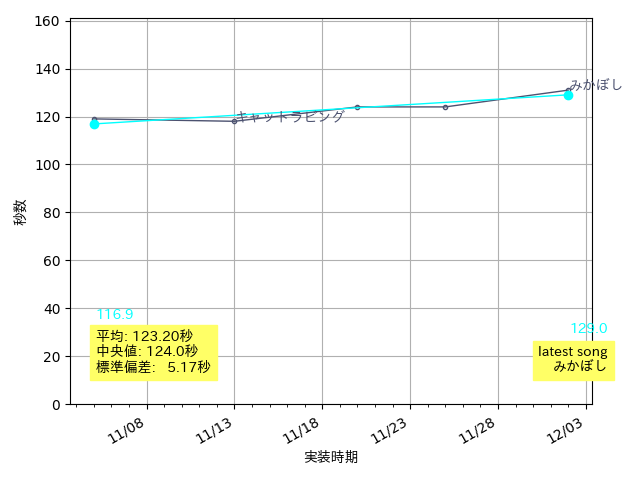 160
140
120
100
80
60
40
20
0
秒数
みかぼし
キャットラビング
116.9
129.0
平均: 123.20秒
中央値: 124.0秒
標準偏差: 5.17秒
latest song
みかぼし
11/08
11/13
11/18
11/23
11/28
12/03
実装時期